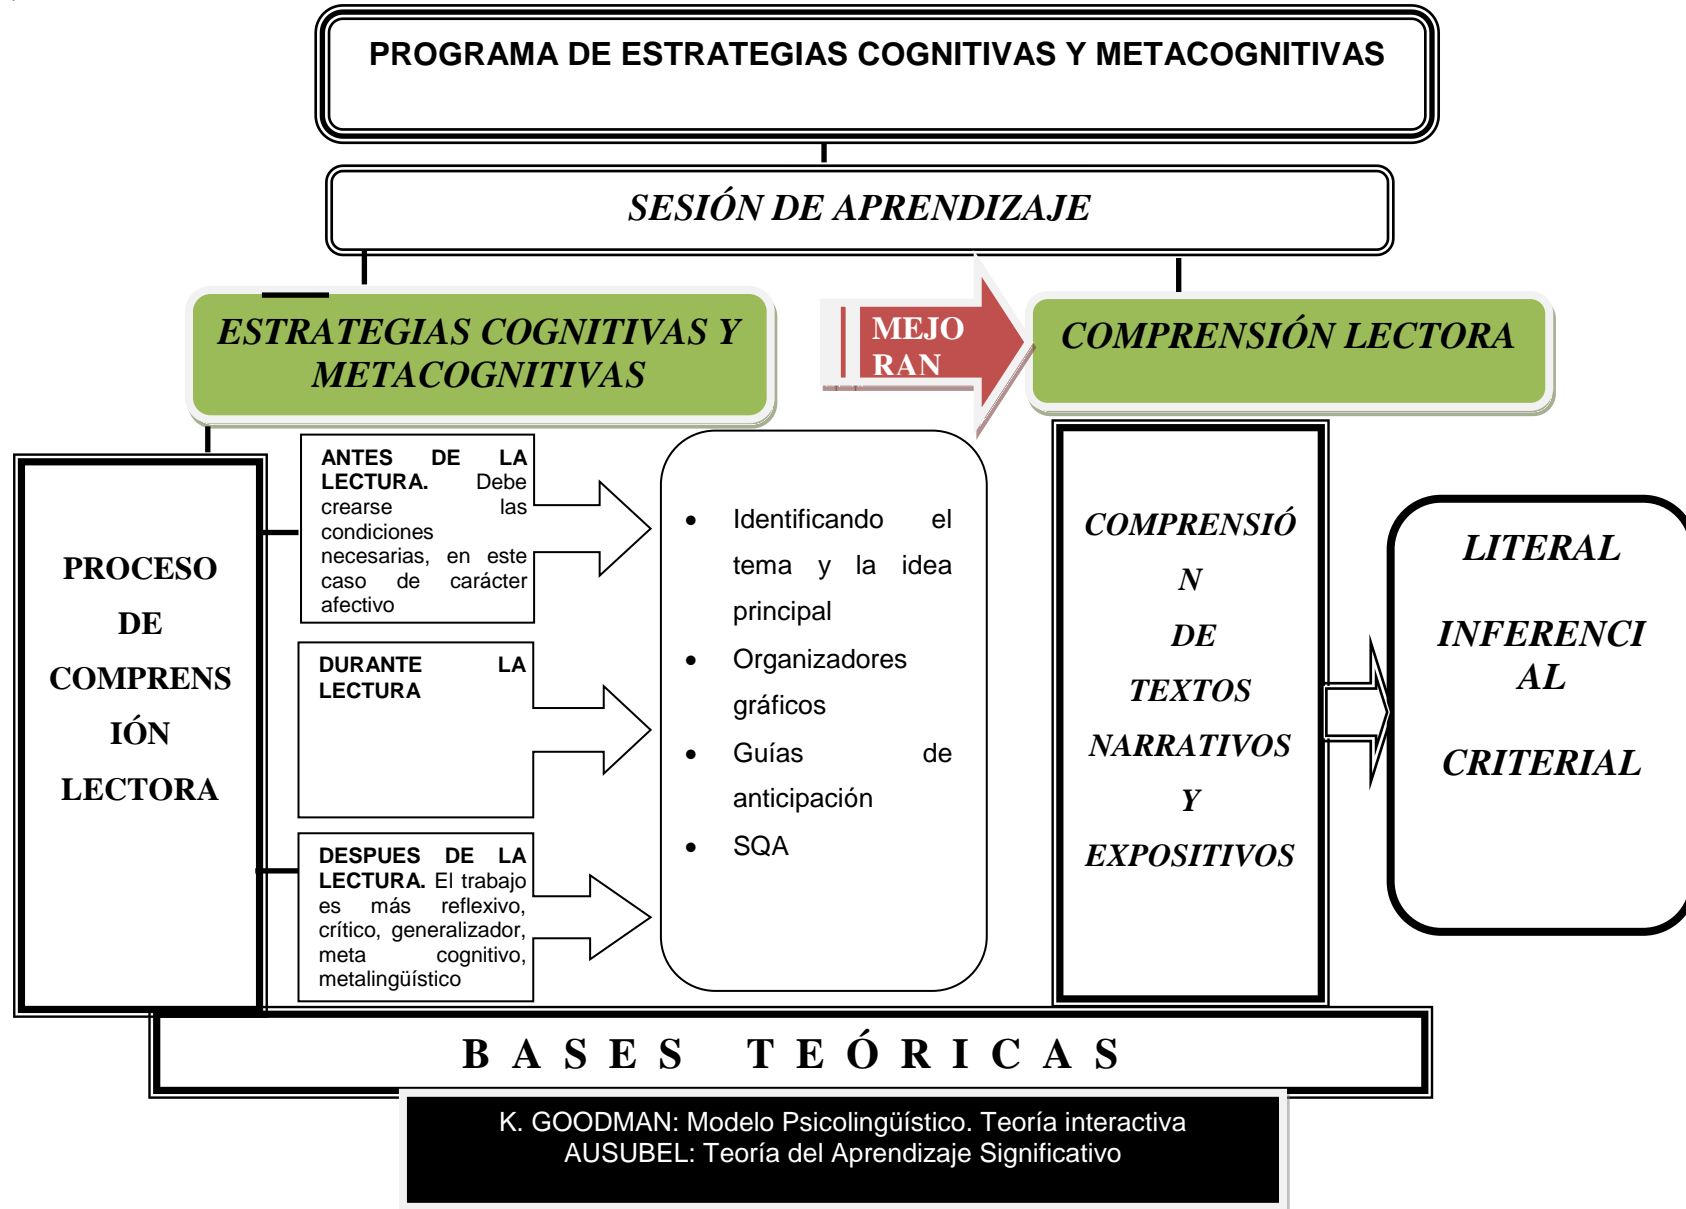 PROGRAMA DE ESTRATEGIAS COGNITIVAS Y METACOGNITIVAS
SESIÓN DE APRENDIZAJE
ESTRATEGIAS COGNITIVAS Y
METACOGNITIVAS
MEJO
RAN
COMPRENSIÓN LECTORA
PROCESO
DE
COMPRENS
IÓN
LECTORA
ANTES DE LA
LECTURA. Debe
crearse las
condiciones
necesarias, en este
caso de carácter
afectivo
DURANTE LA
LECTURA
DESPUES DE LA
LECTURA. El trabajo
es más reflexivo,
crítico, generalizador,
meta cognitivo,
metalingüístico
• Identificando el
tema y la idea
principal
• Organizadores
gráficos
• Guías de
anticipación
• SQA
COMPRENSIÓ
N
DE
TEXTOS
NARRATIVOS
Y
EXPOSITIVOS
LITERAL
INFERENCI
AL
CRITERIAL
BASES TEÓRICAS
K. GOODMAN: Modelo Psicolingüístico. Teoría interactiva
AUSUBEL: Teoría del Aprendizaje Significativo